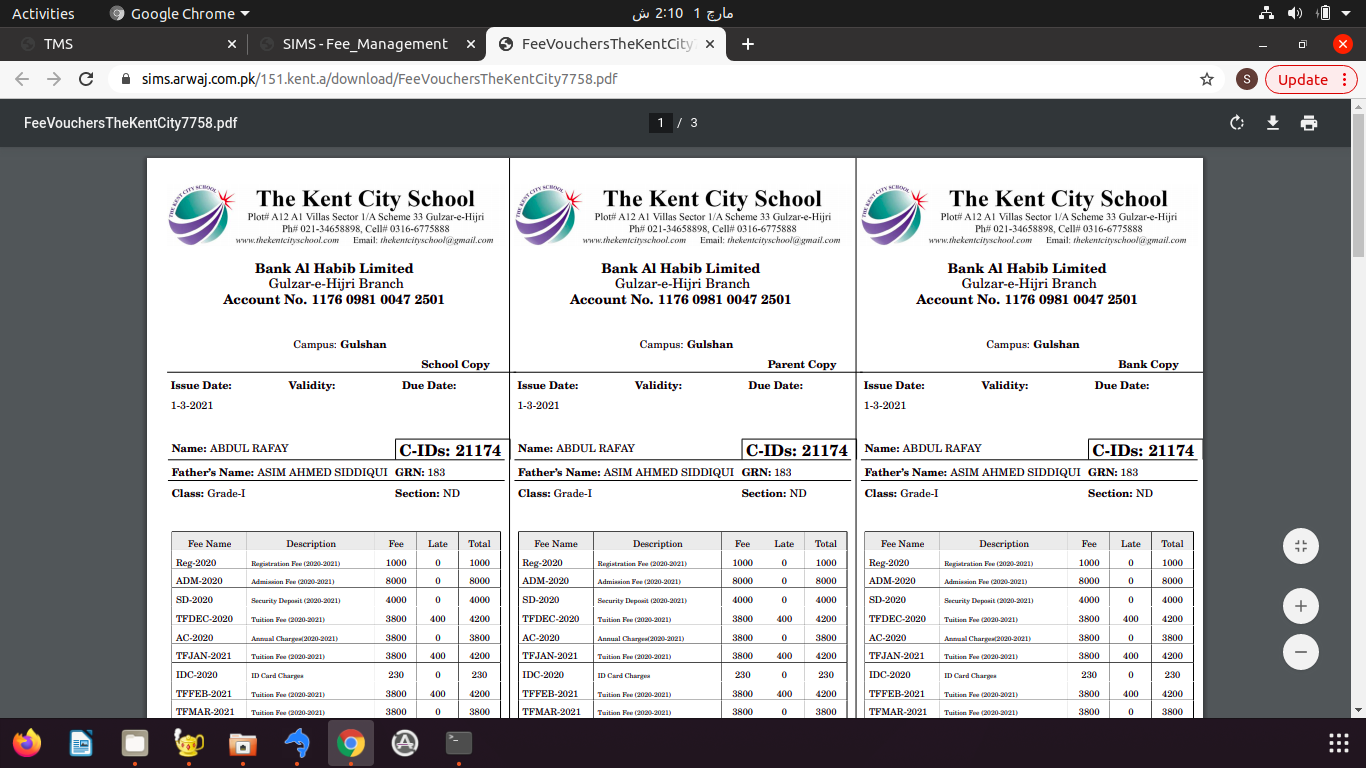 Activities
Google Chrome
مارچ 1  2:10 ش
TMS
SIMS - Fee_Management
FeeVouchersTheKentCity
sims.arwaj.com.pk/151.kent.a/download/FeeVouchersTheKentCity7758.pdf
S
Update
FeeVouchersTheKentCity7758.pdf
1 / 3
The Kent City School The Kent City School The Kent City School
THE KENT CITY SCHOOL THE KENT CITY SCHOOL THE KENT CITY SCHOOL
Plot# A12 A1 Villas Sector 1/A Scheme 33 Gulzar-e-Hijri Plot# A12 A1 Villas Sector 1/A Scheme 33 Gulzar-e-Hijri Plot# A12 A1 Villas Sector 1/A Scheme 33 Gulzar-e-Hijri
Ph# 021-34658898, Cell# 0316-6775888 Ph# 021-34658898, Cell# 0316-6775888 Ph# 021-34658898, Cell# 0316-6775888
www.thekentcityschool.com Email: thekentcityschool@gmail.com www.thekentcityschool.com Email: thekentcityschool@gmail.com www.thekentcityschool.com Email: thekentcityschool@gmail.com
Bank Al Habib Limited Bank Al Habib Limited Bank Al Habib Limited
Gulzar-e-Hijri Branch Gulzar-e-Hijri Branch Gulzar-e-Hijri Branch
Account No. 1176 0981 0047 2501 Account No. 1176 0981 0047 2501 Account No. 1176 0981 0047 2501
Campus: Gulshan Campus: Gulshan Campus: Gulshan
School Copy Parent Copy Bank Copy
Issue Date: Validity: Due Date: Issue Date: Validity: Due Date: Issue Date: Validity: Due Date:
1-3-2021 1-3-2021 1-3-2021
Name: ABDUL RAFAY C-IDs: 21174 Name: ABDUL RAFAY C-IDs: 21174 Name: ABDUL RAFAY C-IDs: 21174
Father's Name: ASIM AHMED SIDDIQUI GRN: 183 Father's Name: ASIM AHMED SIDDIQUI GRN: 183 Father's Name: ASIM AHMED SIDDIQUI GRN: 183
Class: Grade-I Section: ND Class: Grade-I Section: ND Class: Grade-I Section: ND
Fee Name Description Fee Late Total Fee Name Description Fee Late Total Fee Name Description Fee Late Total
Reg-2020 Registration Fee (2020-2021) 1000 0 1000 Reg-2020 Registration Fee (2020-2021) 1000 0 1000 Reg-2020 Registration Fee (2020-2021) 1000 0 1000
ADM-2020 Admission Fee (2020-2021) 8000 0 8000 ADM-2020 Admission Fee (2020-2021) 8000 0 8000 ADM-2020 Admission Fee (2020-2021) 8000 0 8000
SD-2020 Security Deposit (2020-2021) 4000 0 4000 SD-2020 Security Deposit (2020-2021) 4000 0 4000 SD-2020 Security Deposit (2020-2021) 4000 0 4000
TFDEC-2020 Tuition Fee (2020-2021) 3800 400 4200 TFDEC-2020 Tuition Fee (2020-2021) 3800 400 4200 TFDEC-2020 Tuition Fee (2020-2021) 3800 400 4200
AC-2020 Annual Charges(2020-2021) 3800 0 3800 AC-2020 Annual Charges(2020-2021) 3800 0 3800 AC-2020 Annual Charges(2020-2021) 3800 0 3800
TFJAN-2021 Tuition Fee (2020-2021) 3800 400 4200 TFJAN-2021 Tuition Fee (2020-2021) 3800 400 4200 TFJAN-2021 Tuition Fee (2020-2021) 3800 400 4200
IDC-2020 ID Card Charges 230 0 230 IDC-2020 ID Card Charges 230 0 230 IDC-2020 ID Card Charges 230 0 230
TFFEB-2021 Tuition Fee (2020-2021) 3800 400 4200 TFFEB-2021 Tuition Fee (2020-2021) 3800 400 4200 TFFEB-2021 Tuition Fee (2020-2021) 3800 400 4200
TFMAR-2021 Tuition Fee (2020-2021) 3800 0 3800 TFMAR-2021 Tuition Fee (2020-2021) 3800 0 3800 TFMAR-2021 Tuition Fee (2020-2021) 3800 0 3800